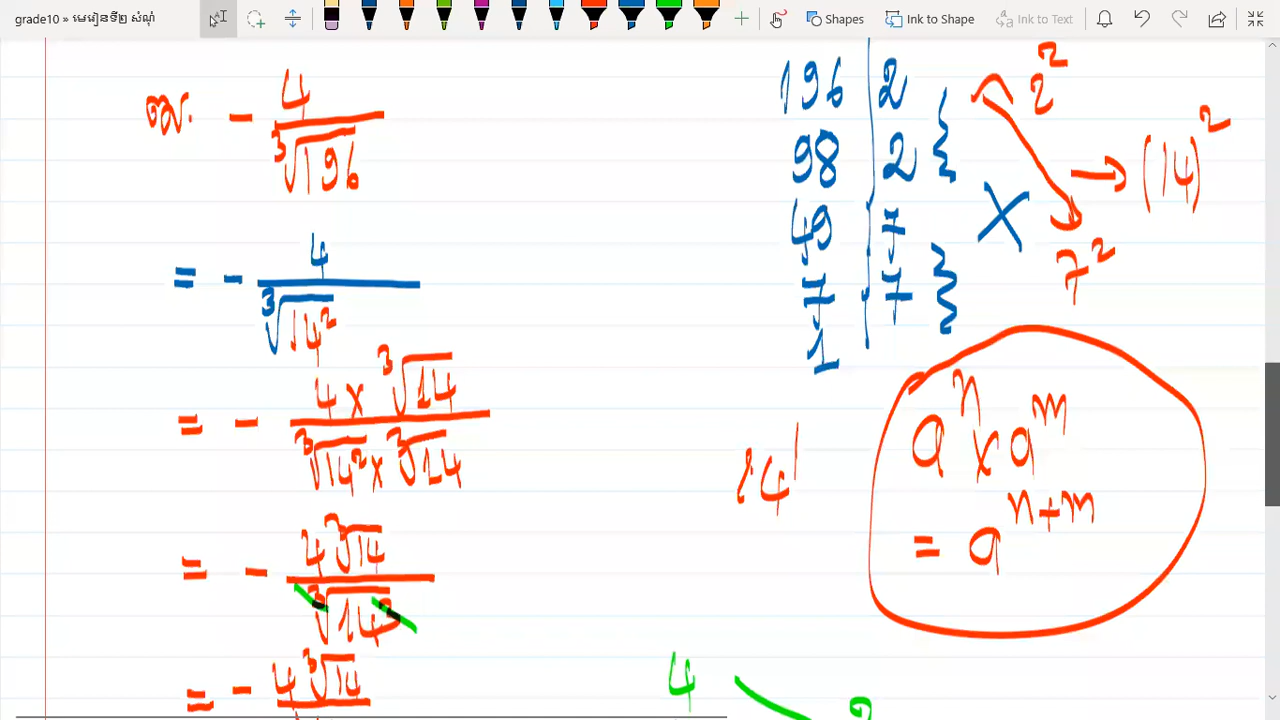 grade10 » មេរៀនទី២ សំណុំ
Shapes
Ink to Shape
Ink to Text
- 4/∛196
= - 4/∛14²
= - 4 x ∛14 / ∛14² x ∛14
= - 4∛14 / ∛14³
= - 4∛14
196 | 2
98 | 2
49 | 7
7 | 7
1
2²
7²
X
→ (14)²
14¹
aⁿ x aᵐ
= aⁿ⁺ᵐ
4